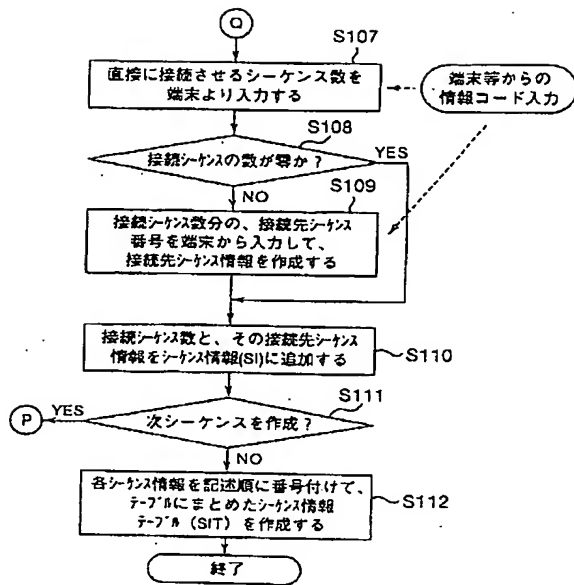 Q
S107
直接に接続させるシーケンス数を
端末より入力する
端末等からの
情報コード入力
S108
接続シーケンスの数が零か?
YES
NO
S109
接続シーケンス数分の、接続先シーケンス
番号を端末から入力して、
接続先シーケンス情報を作成する
接続シーケンス数と、その接続先シーケンス
情報をシーケンス情報(SI)に追加する
S110
S111
P
YES
次シーケンスを作成?
NO
各シーケンス情報を記述順に番号付けて、
テーブルにまとめたシーケンス情報
テーブル(SIT)を作成する
S112
終了